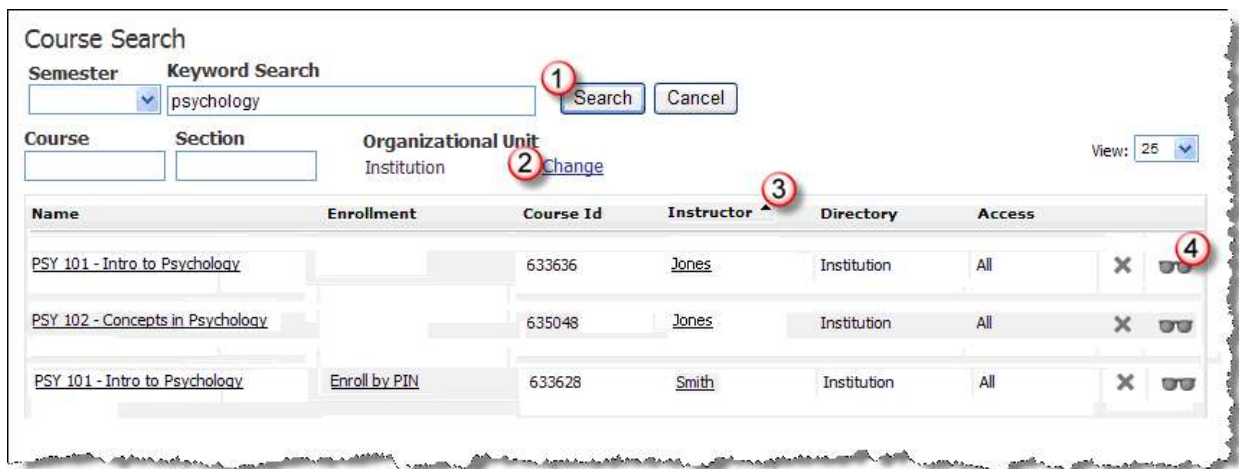 Course Search
Semester Keyword Search
psychology 1 Search Cancel
Course Section Organizational Unit
Institution 2 Change View: 25
3
Name Enrollment Course Id Instructor Directory Access
4
PSY 101 - Intro to Psychology 633636 Jones Institution All
PSY 102 - Concepts in Psychology 635048 Jones Institution All
PSY 101 - Intro to Psychology Enroll by PIN 633628 Smith Institution All